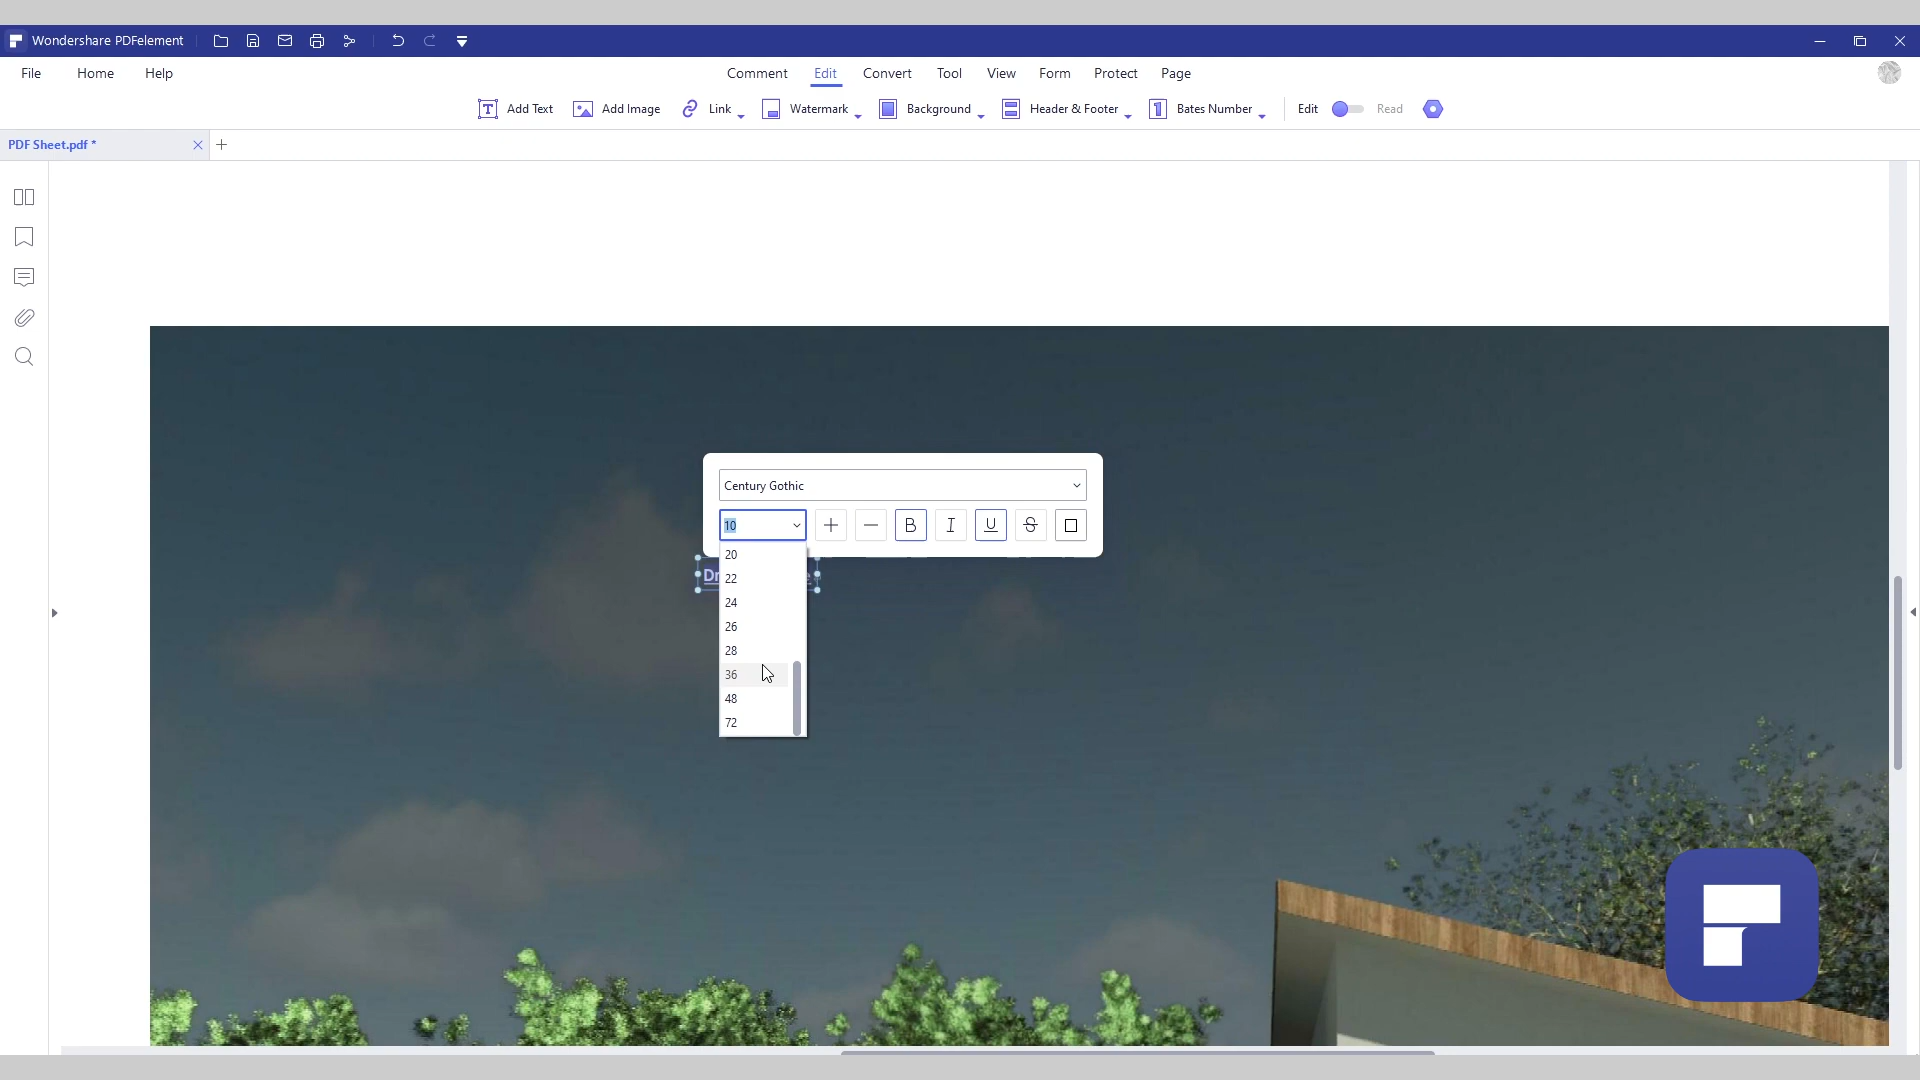 Wondershare PDFelement
File Home Help Comment Edit Convert Tool View Form Protect Page
Add Text Add Image Link Watermark Background Header & Footer Bates Number Edit Read
PDF Sheet.pdf *
Century Gothic
10
20
22
24
26
28
36
48
72